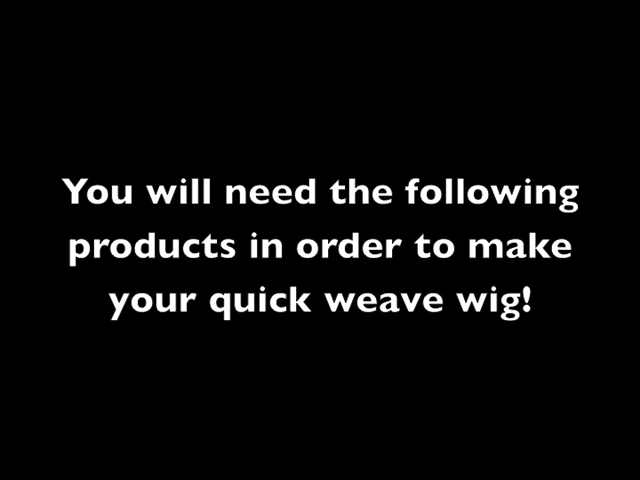 You will need the following
products in order to make
your quick weave wig!